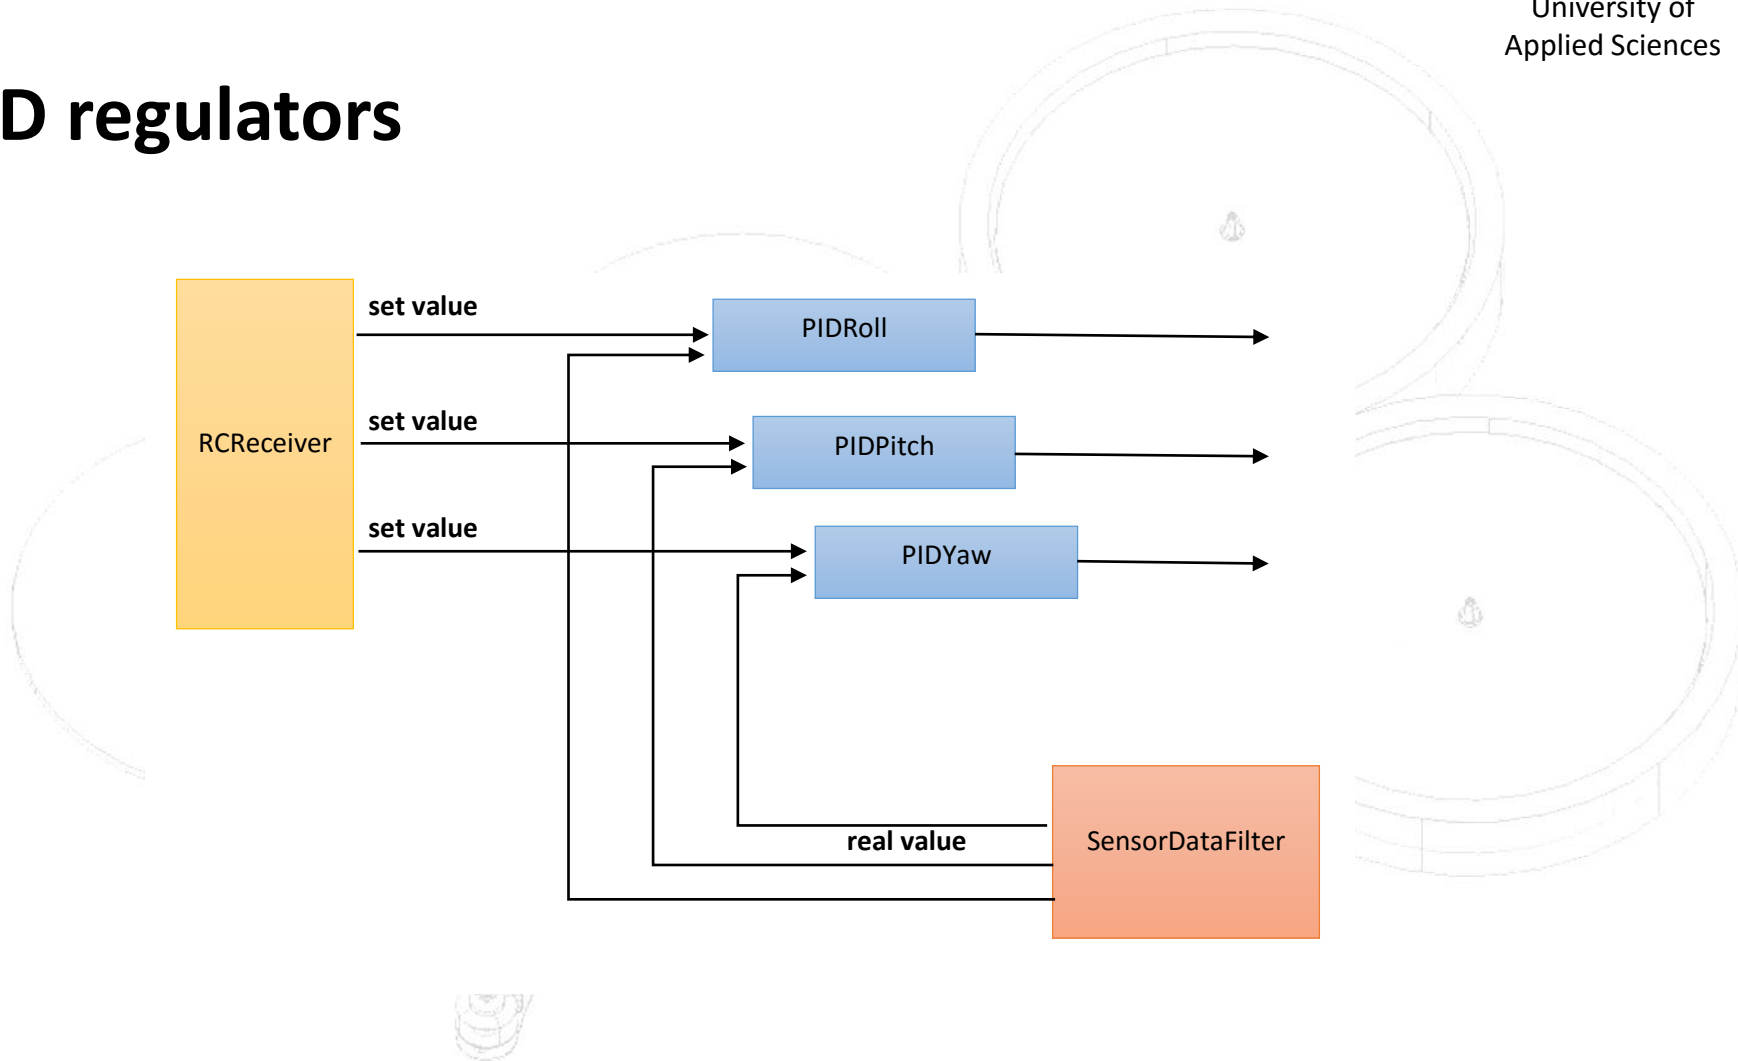 University of
Applied Sciences
D regulators
set value
PIDRoll
set value
RCReceiver
PIDPitch
set value
PIDYaw
real value
SensorDataFilter